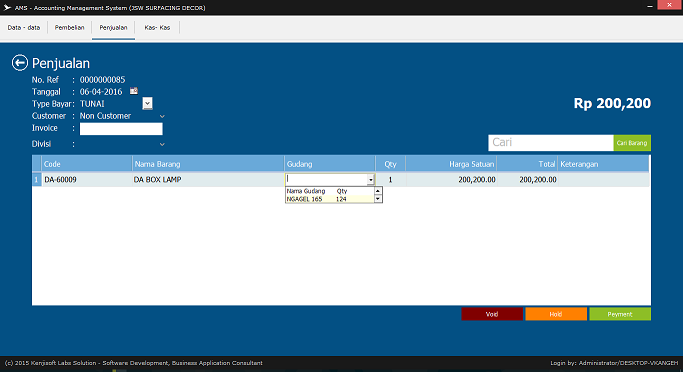 AMS - Accounting Management System (JSW SURFACING DECOR)
Data - data Pembelian Penjualan Kas- Kas
Penjualan
No. Ref : 0000000085
Tanggal : 06-04-2016
Type Bayar : TUNAI
Rp 200,200
Customer : Non Customer
Invoice :
Divisi :
Cari Cari Barang
Code Nama Barang Gudang Qty Harga Satuan Total Keterangan
1 DA-60009 DA BOX LAMP 1 200,200.00 200,200.00
Nama Gudang Qty
NGAGEL 165 124
Void Hold Payment
(c) 2015 Kenjisoft Labs Solution - Software Development, Business Application Consultant Login by: Administrator/DESKTOP-VKANGEH